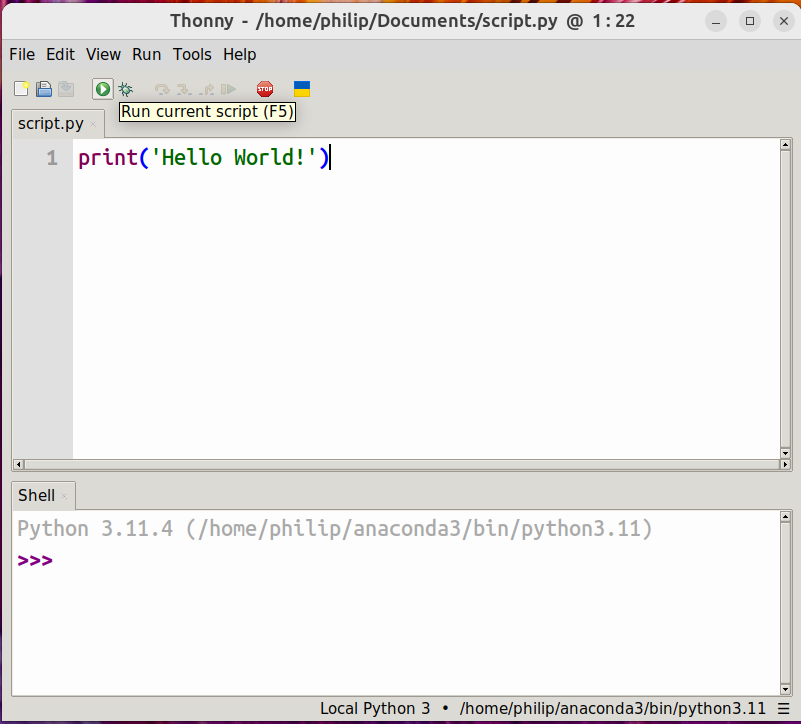 Thonny - /home/philip/Documents/script.py @ 1:22
File Edit View Run Tools Help
STOP
Run current script (F5)
script.py ×
1 print('Hello World!')
Shell ×
Python 3.11.4 (/home/philip/anaconda3/bin/python3.11)
>>>
Local Python 3 • /home/philip/anaconda3/bin/python3.11 ☰